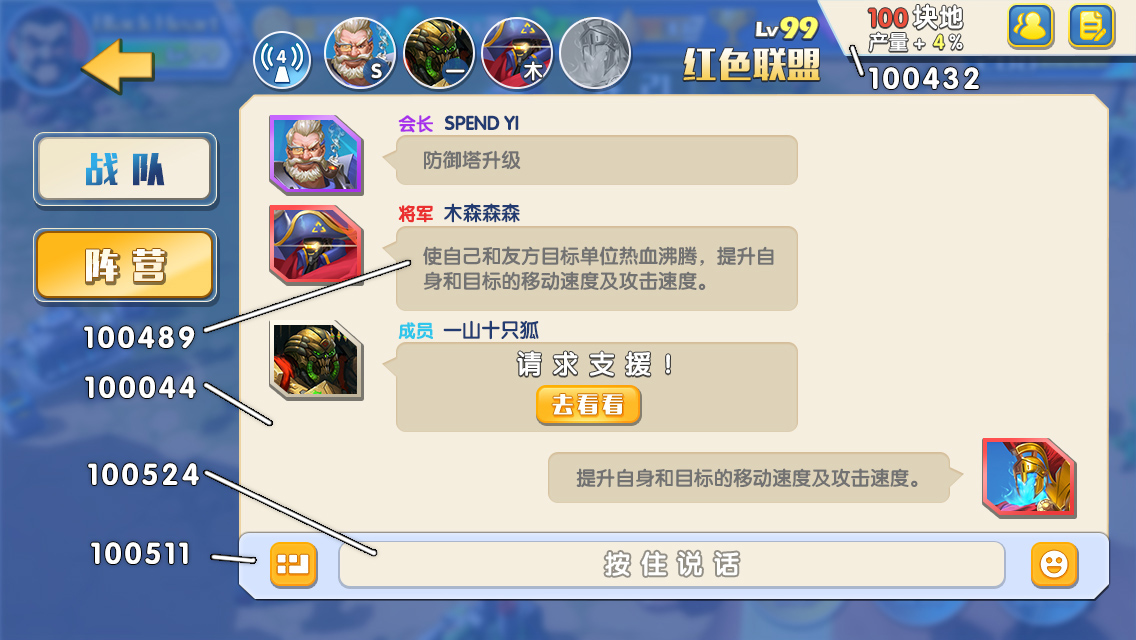 4
S
一
木
Lv 99
红色联盟
100 块地
产量 + 4%
100432
战队
阵营
会长 SPEND YI
防御塔升级
将军 木森森森
使自己和友方目标单位热血沸腾，提升自
身和目标的移动速度及攻击速度。
100489
成员 一山十只狐
请求支援！
去看看
100044
提升自身和目标的移动速度及攻击速度。
100524
100511
按住说话